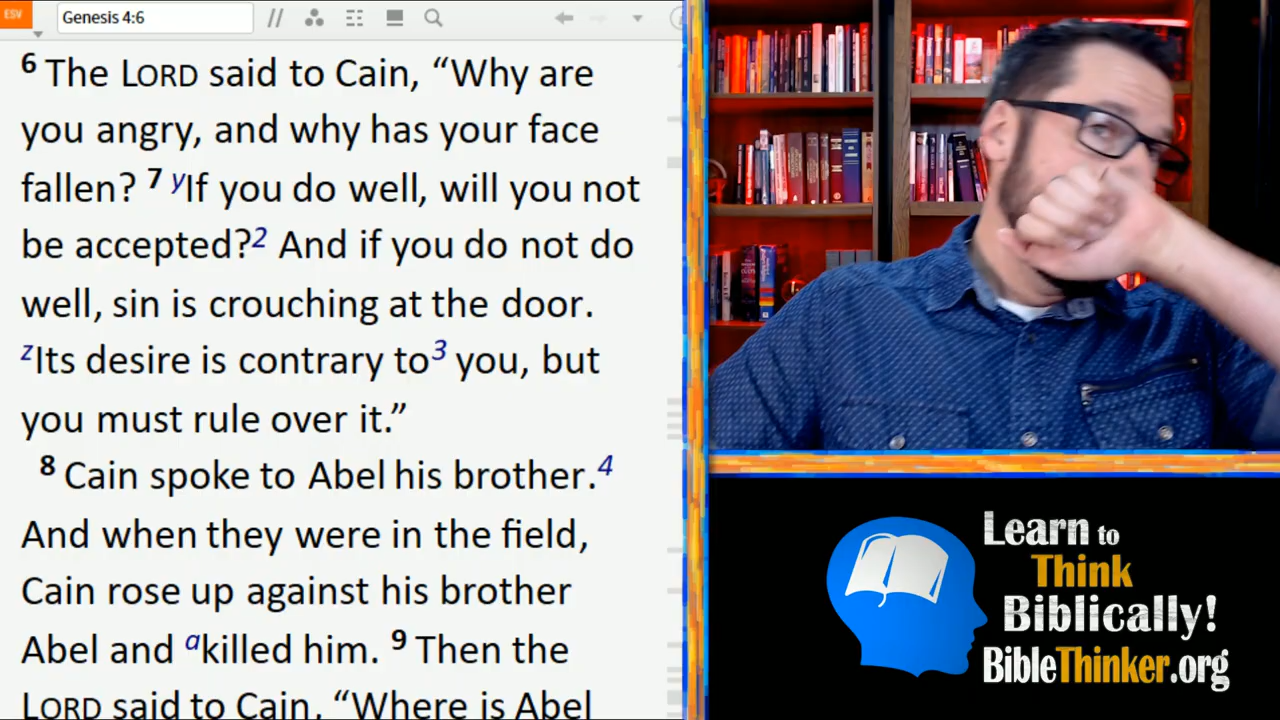 ESV
Genesis 4:6
6 The LORD said to Cain, “Why are
you angry, and why has your face
fallen? 7 yIf you do well, will you not
be accepted?2 And if you do not do
well, sin is crouching at the door.
zIts desire is contrary to3 you, but
you must rule over it.”
8 Cain spoke to Abel his brother.4
And when they were in the field,
Cain rose up against his brother
Abel and akilled him. 9 Then the
LORD said to Cain, “Where is Abel
Learn to
Think
Biblically!
BibleThinker.org